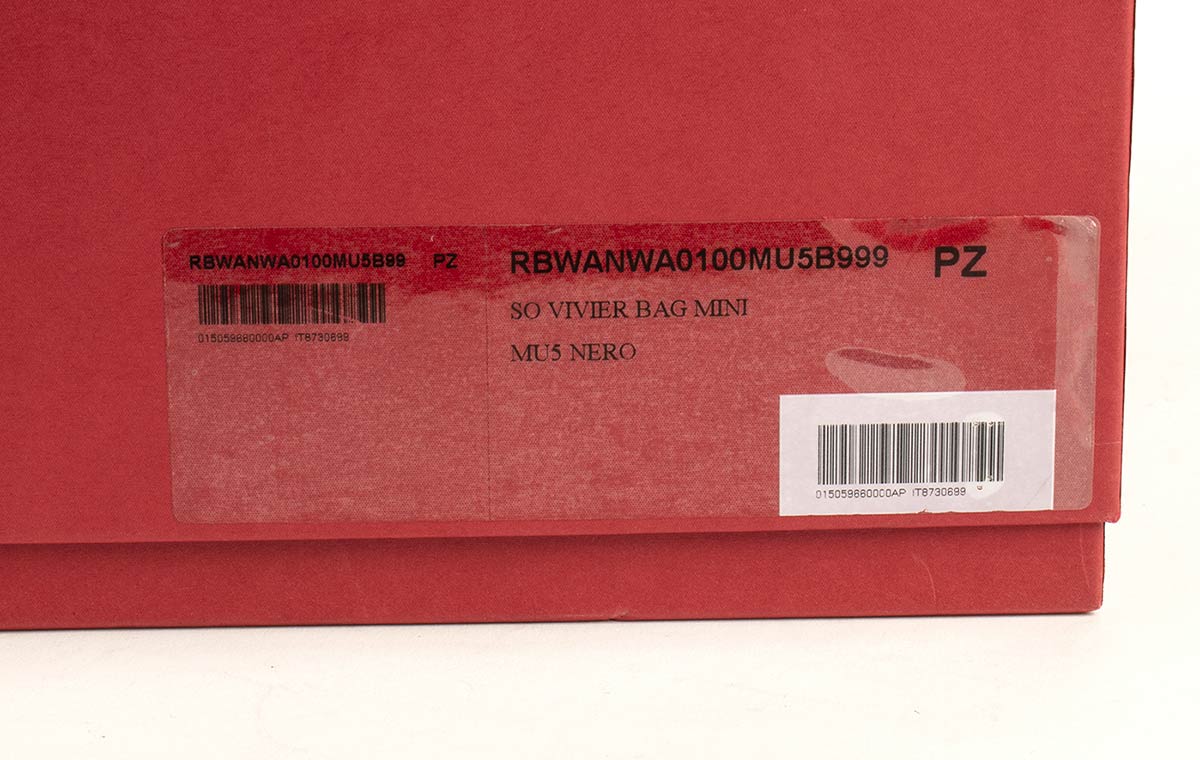 RBWANWA0100MU5B99 PZ
015059660000AP IT8730699
RBWANWA0100MU5B999 PZ
SO VIVIER BAG MINI
MU5 NERO
015059660000AP IT8730699